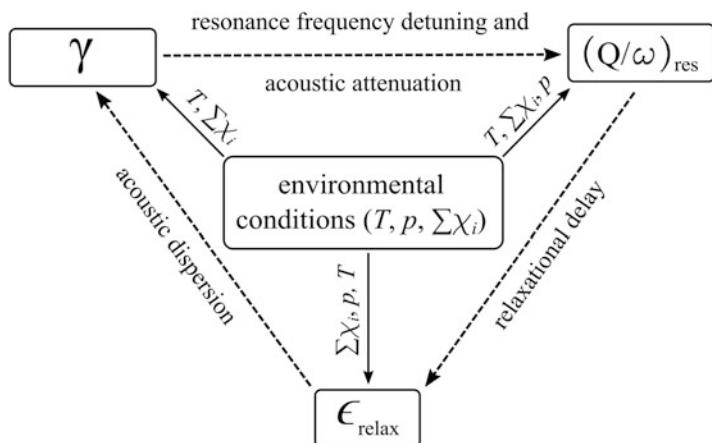 resonance frequency detuning and
γ
(Q/ω)res
acoustic attenuation
T, ∑χi
T, ∑χi, p
environmental
conditions (T, p, ∑χi)
acoustic dispersion
relaxational delay
∑χi, p, T
ϵrelax